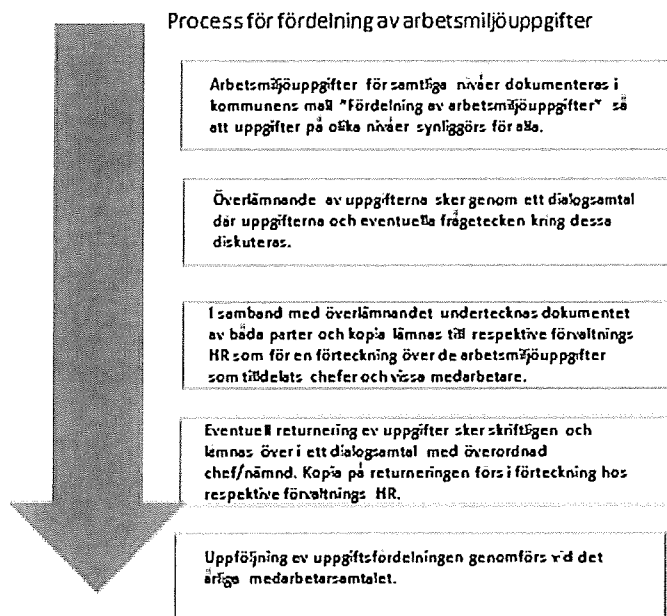 Process för fördelning av arbetsmiljöuppgifter
Arbetsmiljöuppgifter för samtliga nivåer dokumenteras i
kommunens mall "Fördelning av arbetsmiljöuppgifter" så
att uppgifter på olika nivåer synliggörs för alla.
Överlämnande av uppgifterna sker genom ett dialogsamtal
där uppgifterna och eventuella frågetecken kring dessa
diskuteras.
I samband med överlämnandet undertecknas dokumentet
av båda parter och kopia lämnas till respektive förvaltnings
HR som för en förteckning över de arbetsmiljöuppgifter
som tilldelats chefer och vissa medarbetare.
Eventuell returnering av uppgifter sker skriftligen och
lämnas över i ett dialogsamtal med överordnad
chef/nämnd. Kopia på returneringen förs i förteckning hos
respektive förvaltnings HR.
Uppföljning av uppgiftsfördelningen genomförs vid det
årliga medarbetarsamtalet.